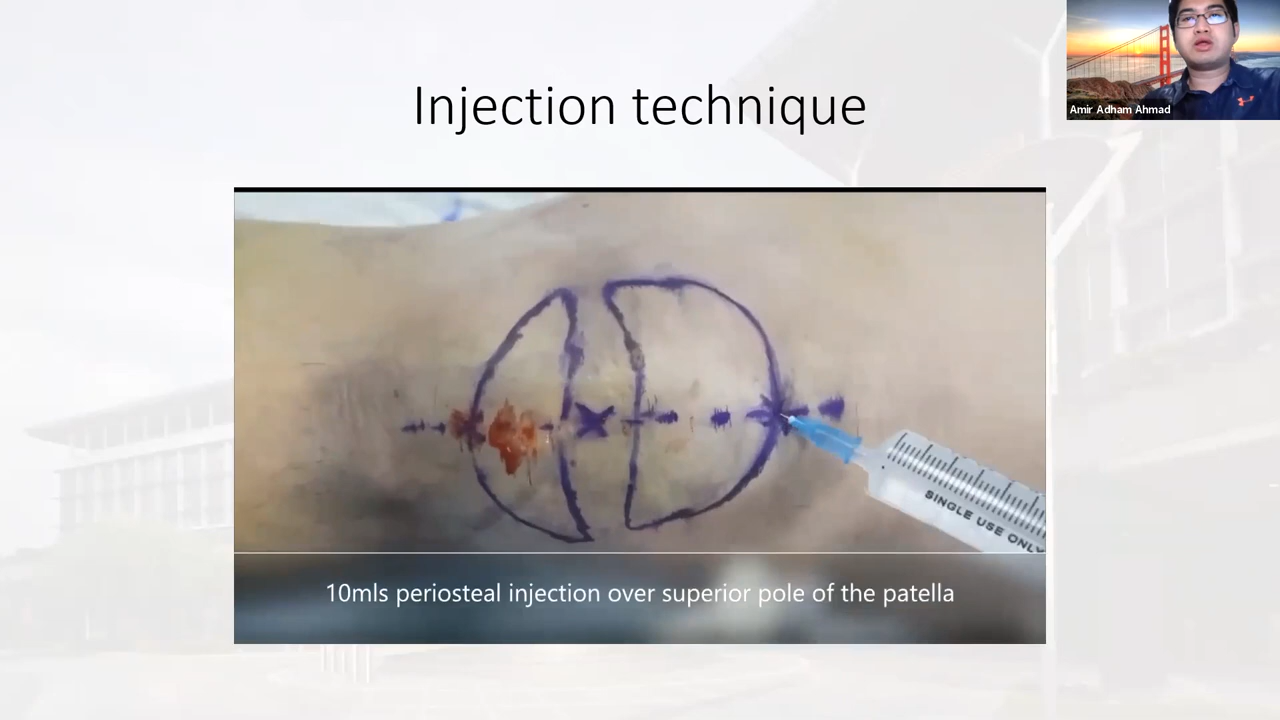 Amir Adham Ahmad
Injection technique
SINGLE USE ONLY
10mls periosteal injection over superior pole of the patella